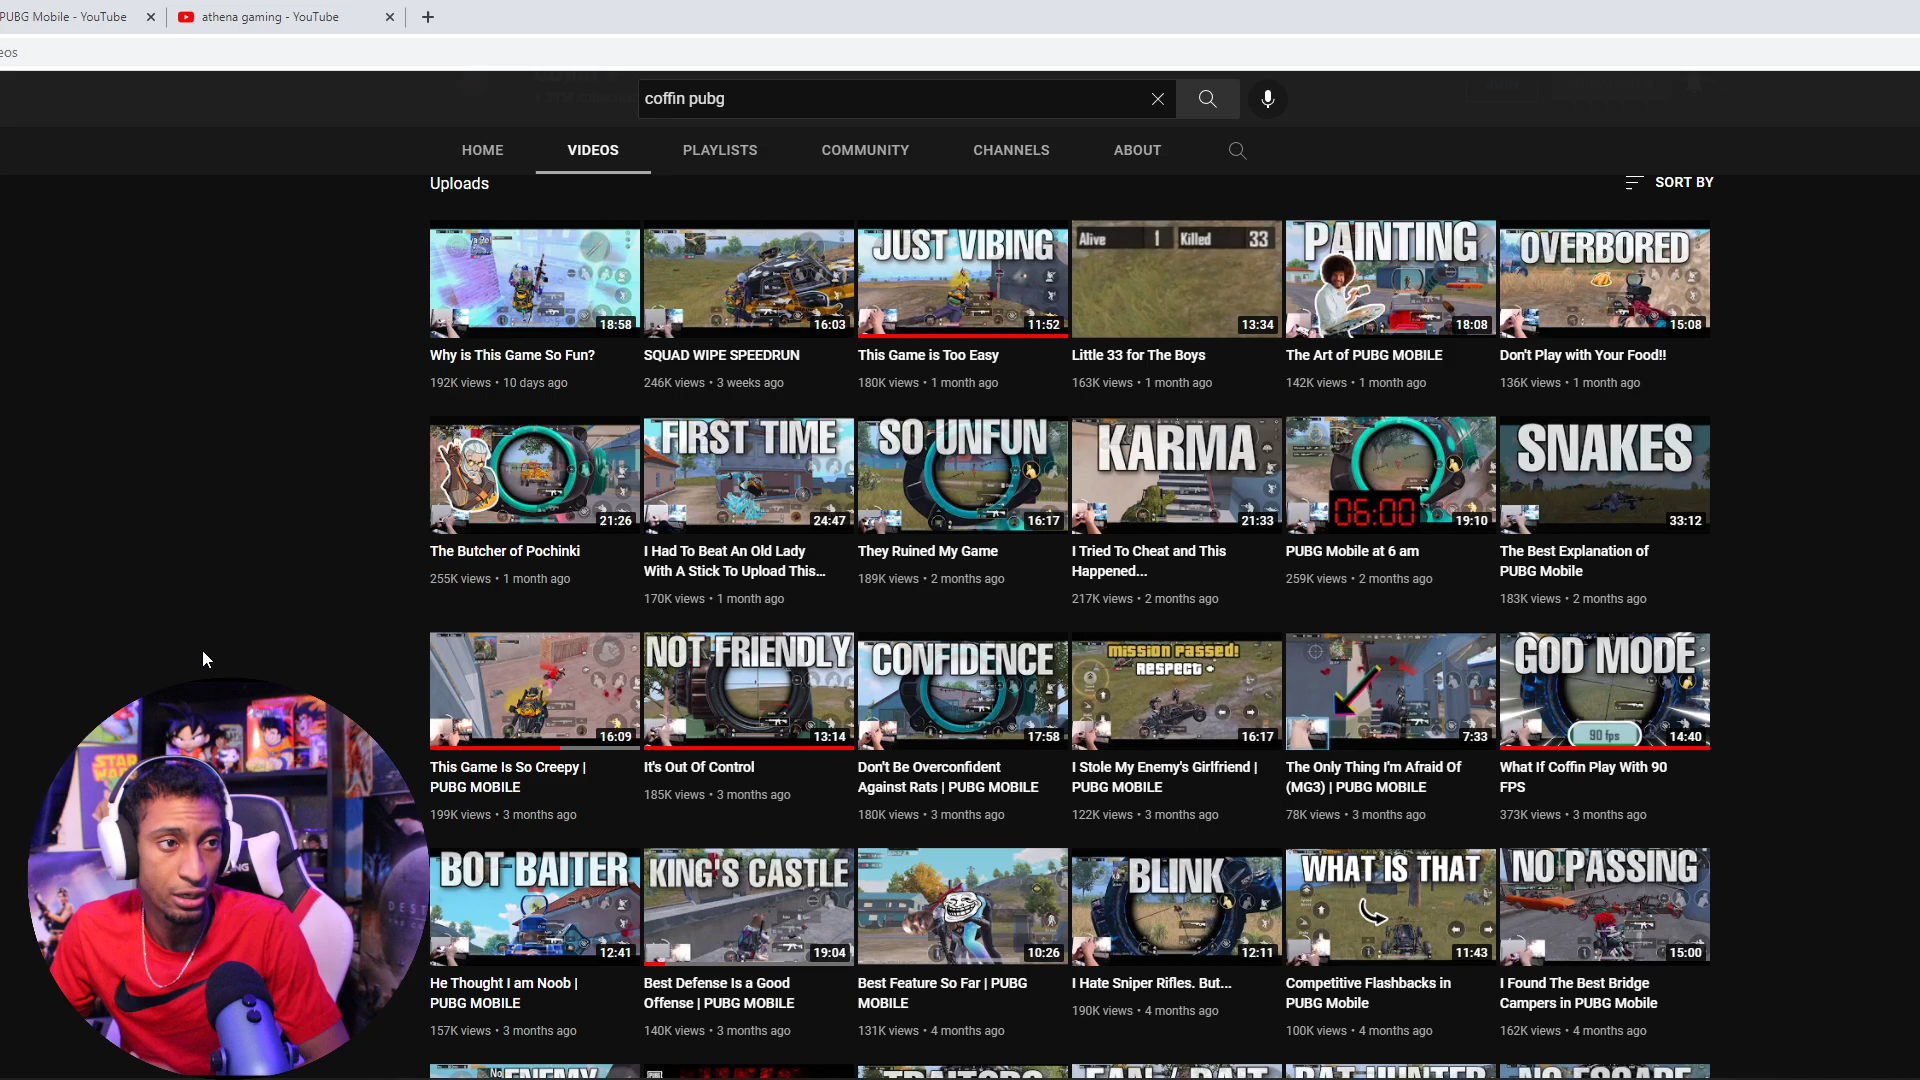 PUBG Mobile - YouTube
athena gaming - YouTube
eos
coffin pubg
HOME
VIDEOS
PLAYLISTS
COMMUNITY
CHANNELS
ABOUT
Uploads
SORT BY
18:58
16:03
JUST VIBING
11:52
Alive 1 Killed 33
13:34
PAINTING
18:08
OVERBORED
15:08
Why is This Game So Fun?
192K views • 10 days ago
SQUAD WIPE SPEEDRUN
246K views • 3 weeks ago
This Game is Too Easy
180K views • 1 month ago
Little 33 for The Boys
163K views • 1 month ago
The Art of PUBG MOBILE
142K views • 1 month ago
Don't Play with Your Food!!
136K views • 1 month ago
21:26
FIRST TIME
24:47
SO UNFUN
16:17
KARMA
21:33
06:00
19:10
SNAKES
33:12
The Butcher of Pochinki
255K views • 1 month ago
I Had To Beat An Old Lady
With A Stick To Upload This...
170K views • 1 month ago
They Ruined My Game
189K views • 2 months ago
I Tried To Cheat and This
Happened...
217K views • 2 months ago
PUBG Mobile at 6 am
259K views • 2 months ago
The Best Explanation of
PUBG Mobile
183K views • 2 months ago
16:09
NOT FRIENDLY
13:14
CONFIDENCE
17:58
mission passed!
RESPECT +
16:17
7:33
GOD MODE
90 fps
14:40
This Game Is So Creepy |
PUBG MOBILE
199K views • 3 months ago
It's Out Of Control
185K views • 3 months ago
Don't Be Overconfident
Against Rats | PUBG MOBILE
180K views • 3 months ago
I Stole My Enemy's Girlfriend |
PUBG MOBILE
122K views • 3 months ago
The Only Thing I'm Afraid Of
(MG3) | PUBG MOBILE
78K views • 3 months ago
What If Coffin Play With 90
FPS
373K views • 3 months ago
BOT BAITER
12:41
KING'S CASTLE
19:04
10:26
BLINK
12:11
WHAT IS THAT
11:43
NO PASSING
15:00
He Thought I am Noob |
PUBG MOBILE
157K views • 3 months ago
Best Defense Is a Good
Offense | PUBG MOBILE
140K views • 3 months ago
Best Feature So Far | PUBG
MOBILE
131K views • 4 months ago
I Hate Sniper Rifles. But...
190K views • 4 months ago
Competitive Flashbacks in
PUBG Mobile
100K views • 4 months ago
I Found The Best Bridge
Campers in PUBG Mobile
162K views • 4 months ago
STAR
WARS
No ENEMY
TRAITORS
FAN / BAIT
RAT HUNTER
NO ESCAPE